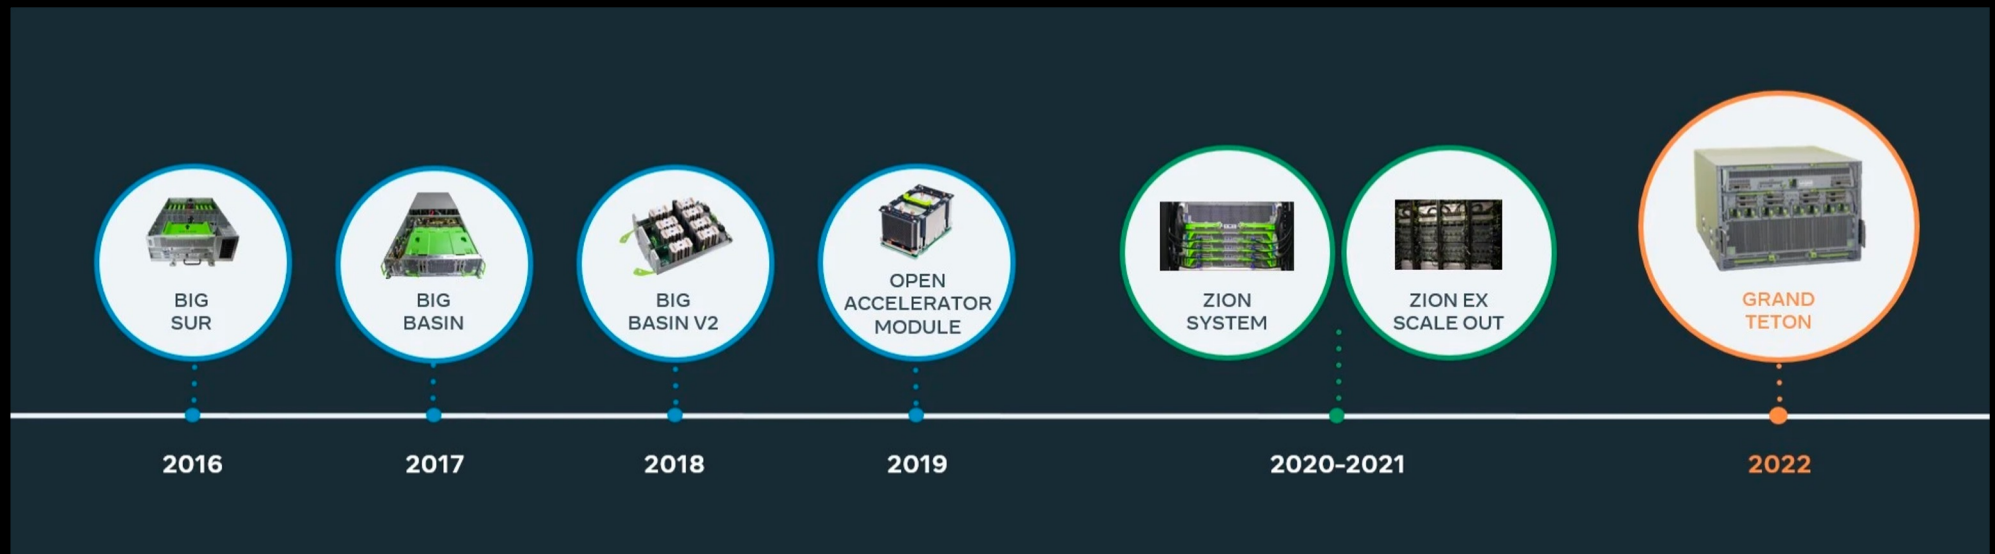 BIG
SUR
BIG
BASIN
BIG
BASIN V2
OPEN
ACCELERATOR
MODULE
ZION
SYSTEM
ZION EX
SCALE OUT
GRAND
TETON
2016
2017
2018
2019
2020-2021
2022